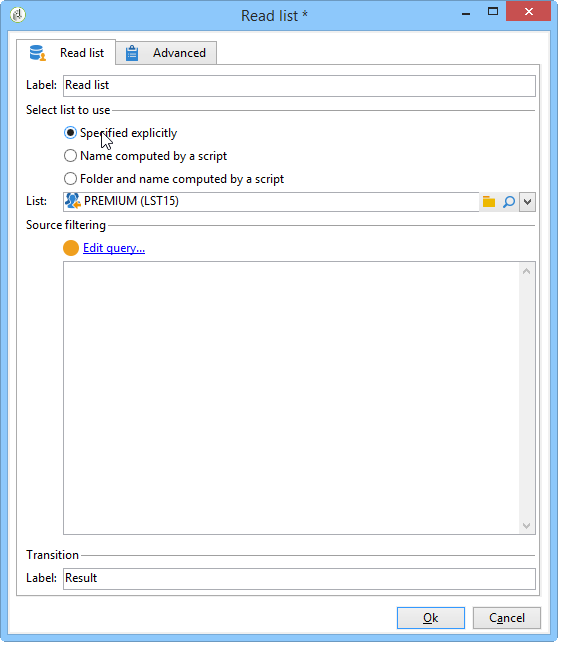 Read list *
Read list
Advanced
Label: Read list
Select list to use
Specified explicitly
Name computed by a script
Folder and name computed by a script
List: PREMIUM (LST15)
Source filtering
Edit query...
Transition
Label: Result
Ok Cancel